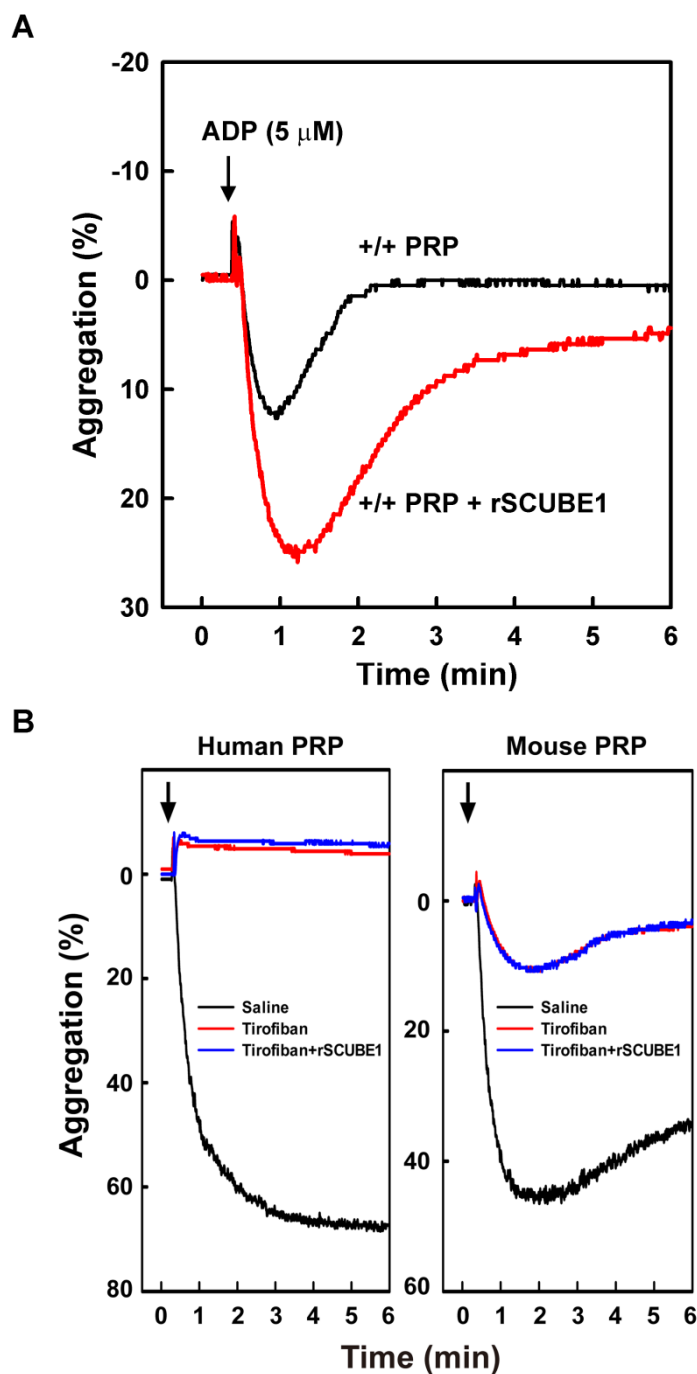 A
-20
-10
0
10
20
30
Aggregation (%)
ADP (5 μM)
+/+ PRP
+/+ PRP + rSCUBE1
0 1 2 3 4 5 6
Time (min)
B
Human PRP
Mouse PRP
0
20
40
60
80
Aggregation (%)
Saline
Tirofiban
Tirofiban+rSCUBE1
0 1 2 3 4 5 6
0
20
40
60
Saline
Tirofiban
Tirofiban+rSCUBE1
0 1 2 3 4 5 6
Time (min)